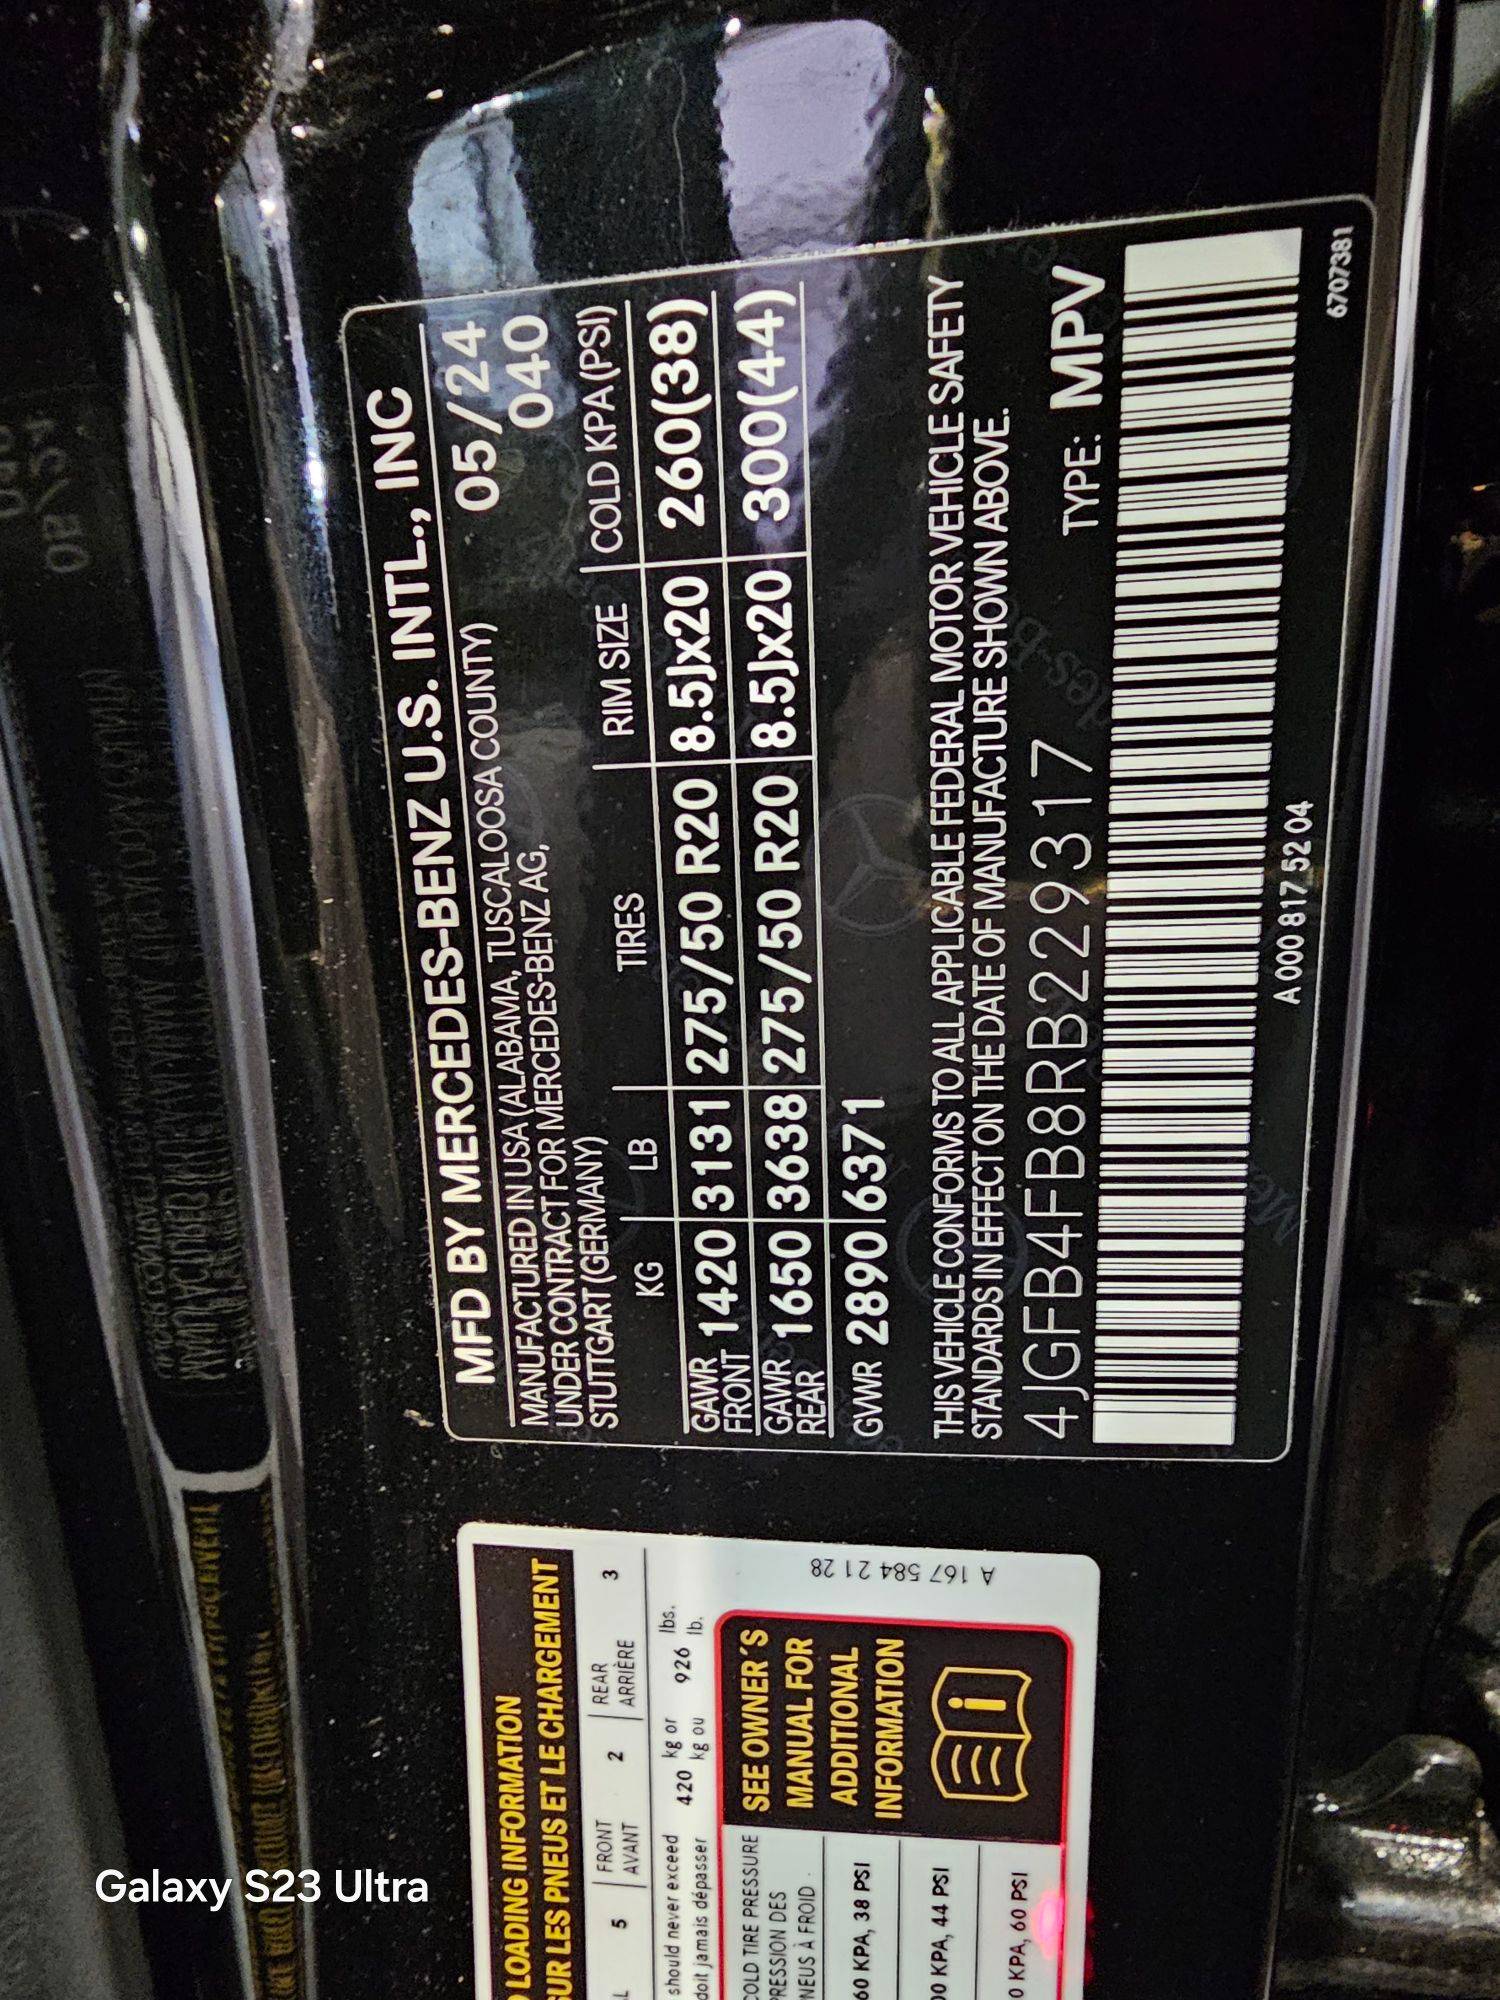 MFD BY MERCEDES-BENZ U.S. INTL., INC
MANUFACTURED IN USA (ALABAMA, TUSCALOOSA COUNTY) 05/24
UNDER CONTRACT FOR MERCEDES-BENZ AG, 040
STUTTGART (GERMANY)
KG LB TIRES RIM SIZE COLD KPA (PSI)
GAWR FRONT 1420 3131 275/50 R20 8.5Jx20 260(38)
GAWR REAR 1650 3638 275/50 R20 8.5Jx20 300(44)
GVWR 2890 6371
THIS VEHICLE CONFORMS TO ALL APPLICABLE FEDERAL MOTOR VEHICLE SAFETY
STANDARDS IN EFFECT ON THE DATE OF MANUFACTURE SHOWN ABOVE.
4JGFB4FB8RB229317 TYPE: MPV
A 000 817 52 04
6707381
LOADING INFORMATION
SUR LES PNEUS ET LE CHARGEMENT
5 FRONT AVANT 2 REAR ARRIÈRE 3
should never exceed 420 kg or 926 lbs.
doit jamais dépasser kg ou lb.
COLD TIRE PRESSURE
PRESSION DES
PNEUS À FROID
60 KPA, 38 PSI
00 KPA, 44 PSI
0 KPA, 60 PSI
SEE OWNER'S
MANUAL FOR
ADDITIONAL
INFORMATION
A 167 584 21 28
Galaxy S23 Ultra